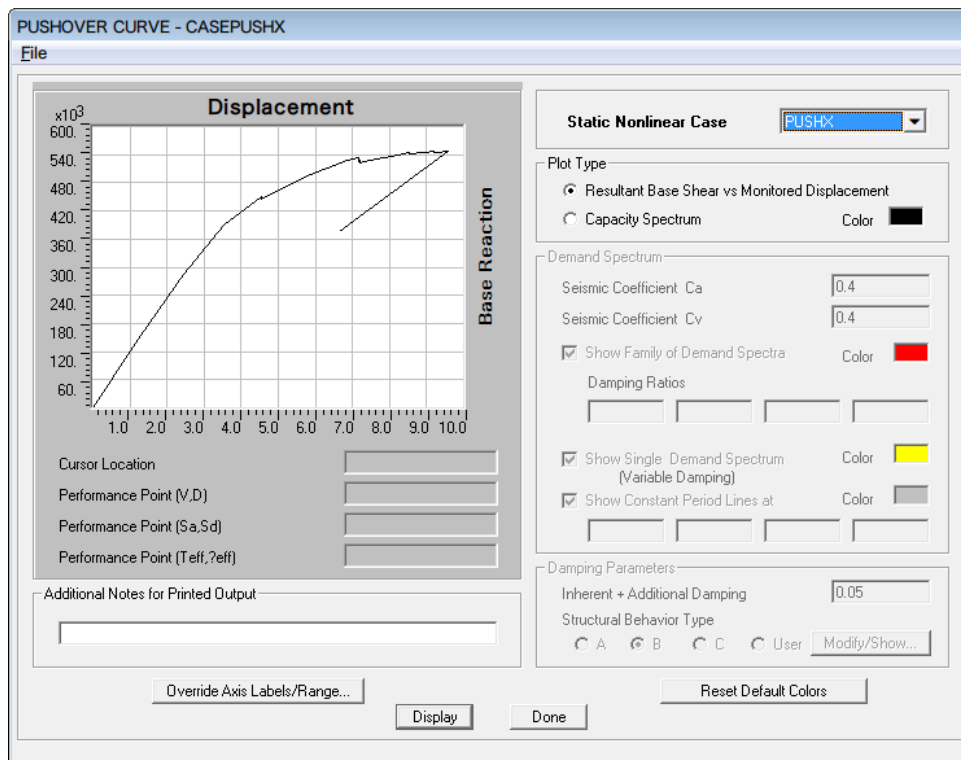 PUSHOVER CURVE - CASEPUSHX
File
Displacement
x10³
600.
540.
480.
420.
360.
300.
240.
180.
120.
60.
1.0 2.0 3.0 4.0 5.0 6.0 7.0 8.0 9.0 10.0
Base Reaction
Cursor Location
Performance Point (V,D)
Performance Point (Sa,Sd)
Performance Point (Teff,?eff)
Additional Notes for Printed Output
Override Axis Labels/Range...
Static Nonlinear Case PUSHX
Plot Type
Resultant Base Shear vs Monitored Displacement
Capacity Spectrum Color
Demand Spectrum
Seismic Coefficient Ca 0.4
Seismic Coefficient Cv 0.4
Show Family of Demand Spectra Color
Damping Ratios
Show Single Demand Spectrum Color
(Variable Damping)
Show Constant Period Lines at Color
Damping Parameters
Inherent + Additional Damping 0.05
Structural Behavior Type
A B C User Modify/Show...
Reset Default Colors
Display Done